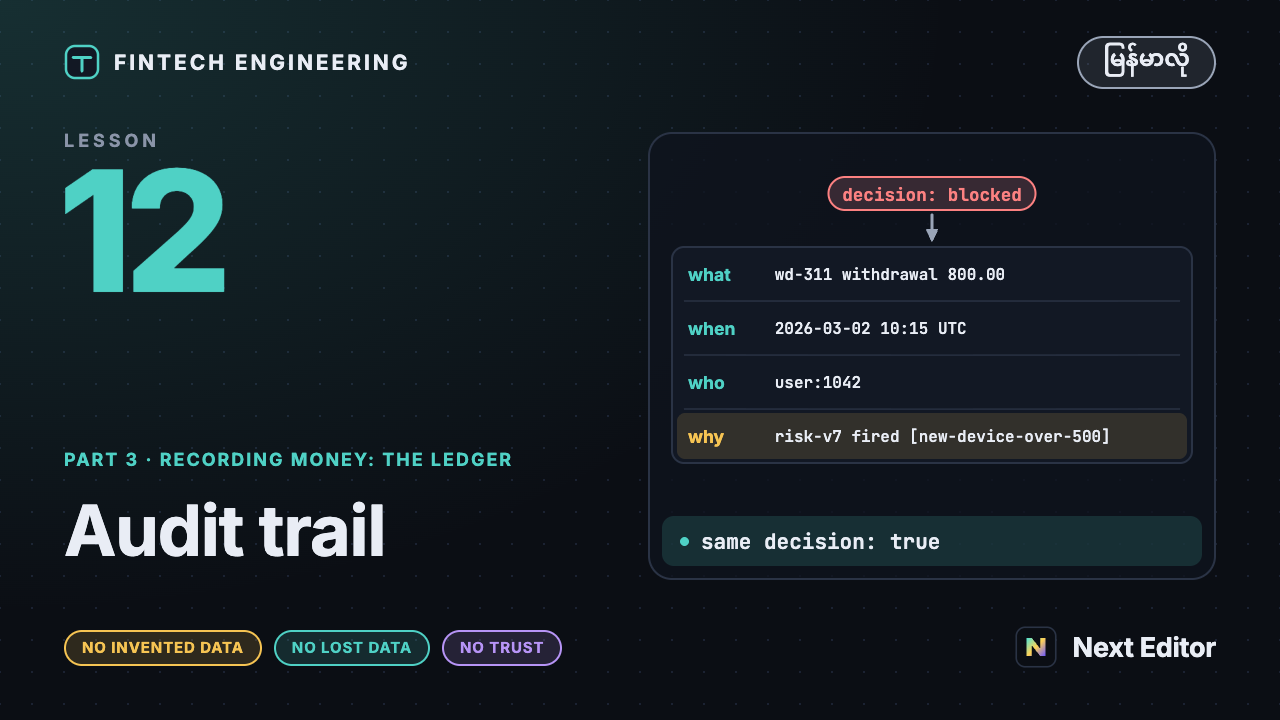 FINTECH ENGINEERING
မြန်မာလို
LESSON
12
PART 3 · RECORDING MONEY: THE LEDGER
Audit trail
NO INVENTED DATA
NO LOST DATA
NO TRUST
decision: blocked
what wd-311 withdrawal 800.00
when 2026-03-02 10:15 UTC
who user:1042
why risk-v7 fired [new-device-over-500]
same decision: true
N Next Editor